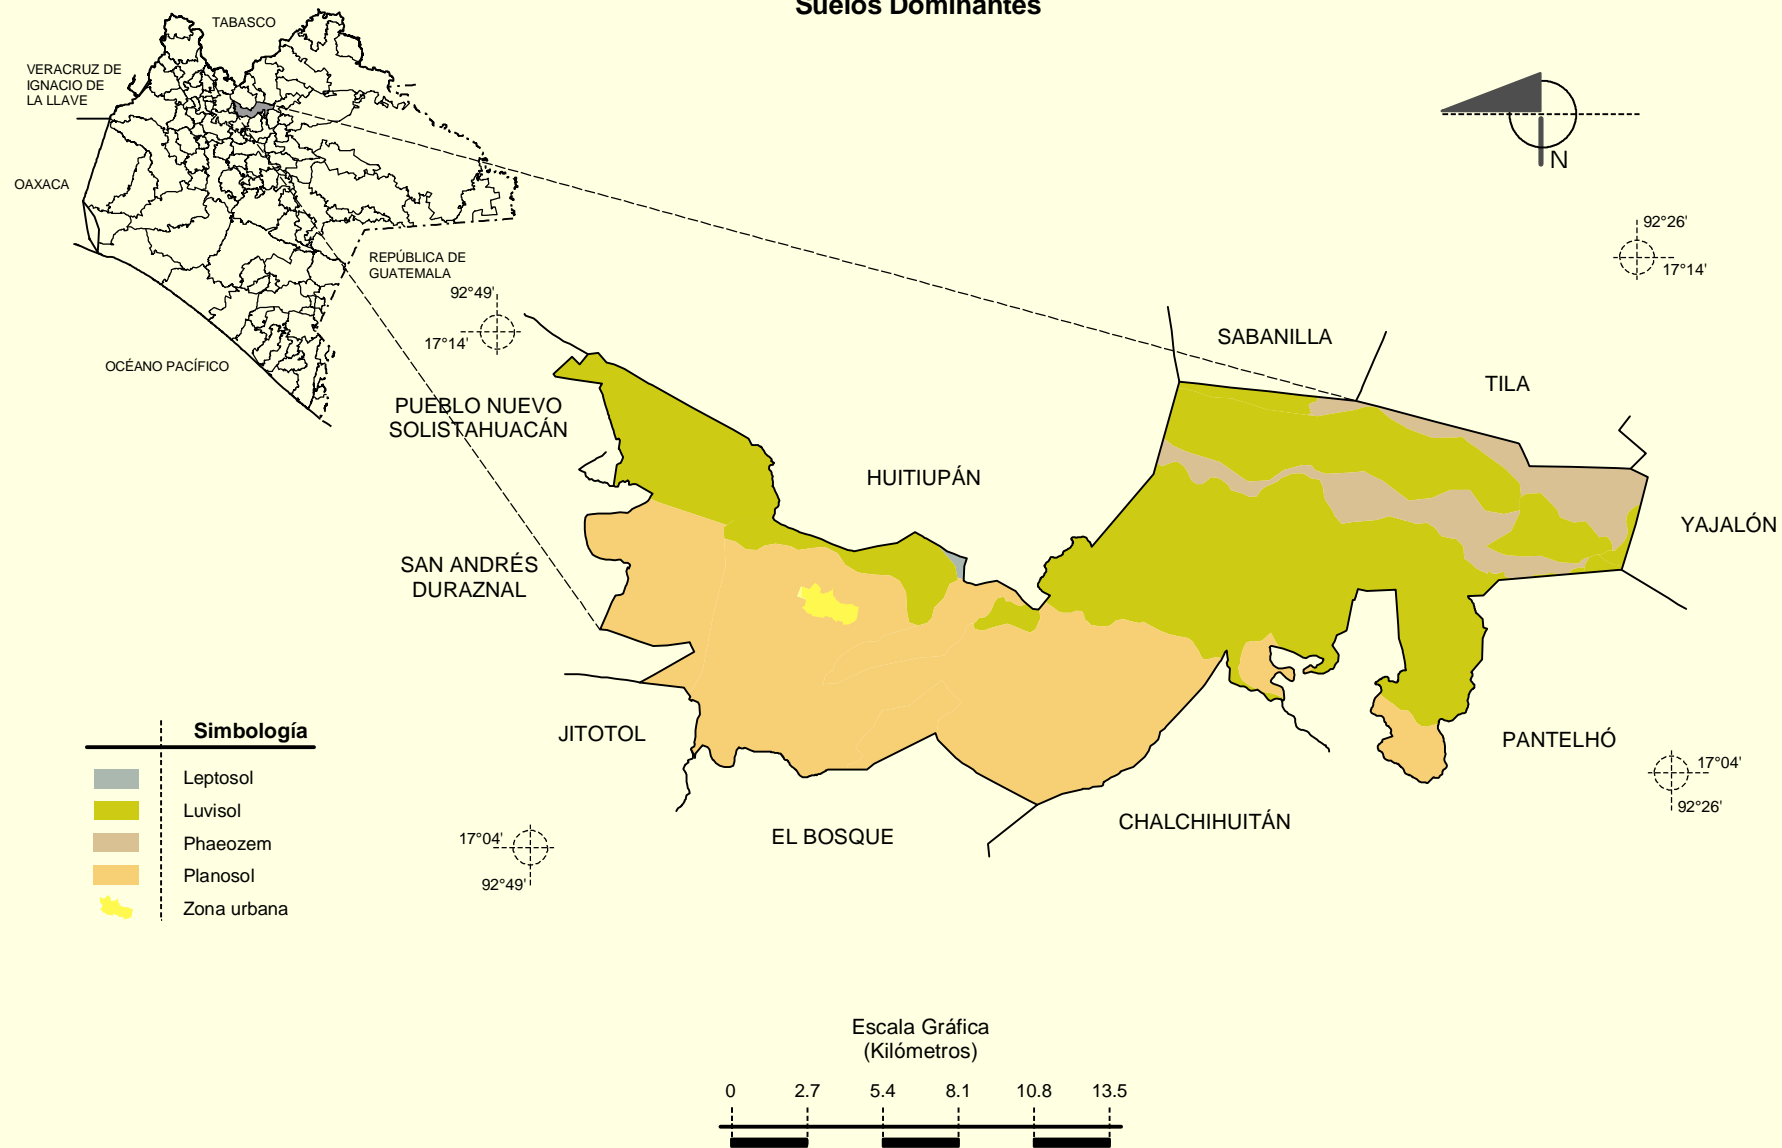 Suelos Dominantes
TABASCO
VERACRUZ DE
IGNACIO DE
LA LLAVE
OAXACA
REPÚBLICA DE
GUATEMALA
OCÉANO PACÍFICO
N
92°26'
17°14'
92°49'
17°14'
SABANILLA
TILA
PUEBLO NUEVO
SOLISTAHUACÁN
HUITIUPÁN
YAJALÓN
SAN ANDRÉS
DURAZNAL
JITOTOL
PANTELHÓ
17°04'
92°26'
CHALCHIHUITÁN
EL BOSQUE
17°04'
92°49'
Simbología
Leptosol
Luvisol
Phaeozem
Planosol
Zona urbana
Escala Gráfica
(Kilómetros)
0 2.7 5.4 8.1 10.8 13.5